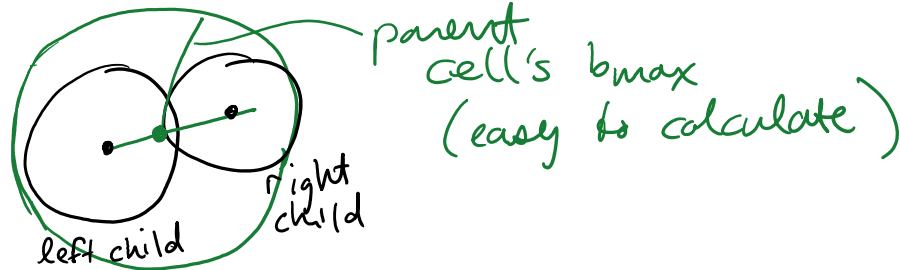 parent
cell's bmax
(easy to calculate)
right
child
left child